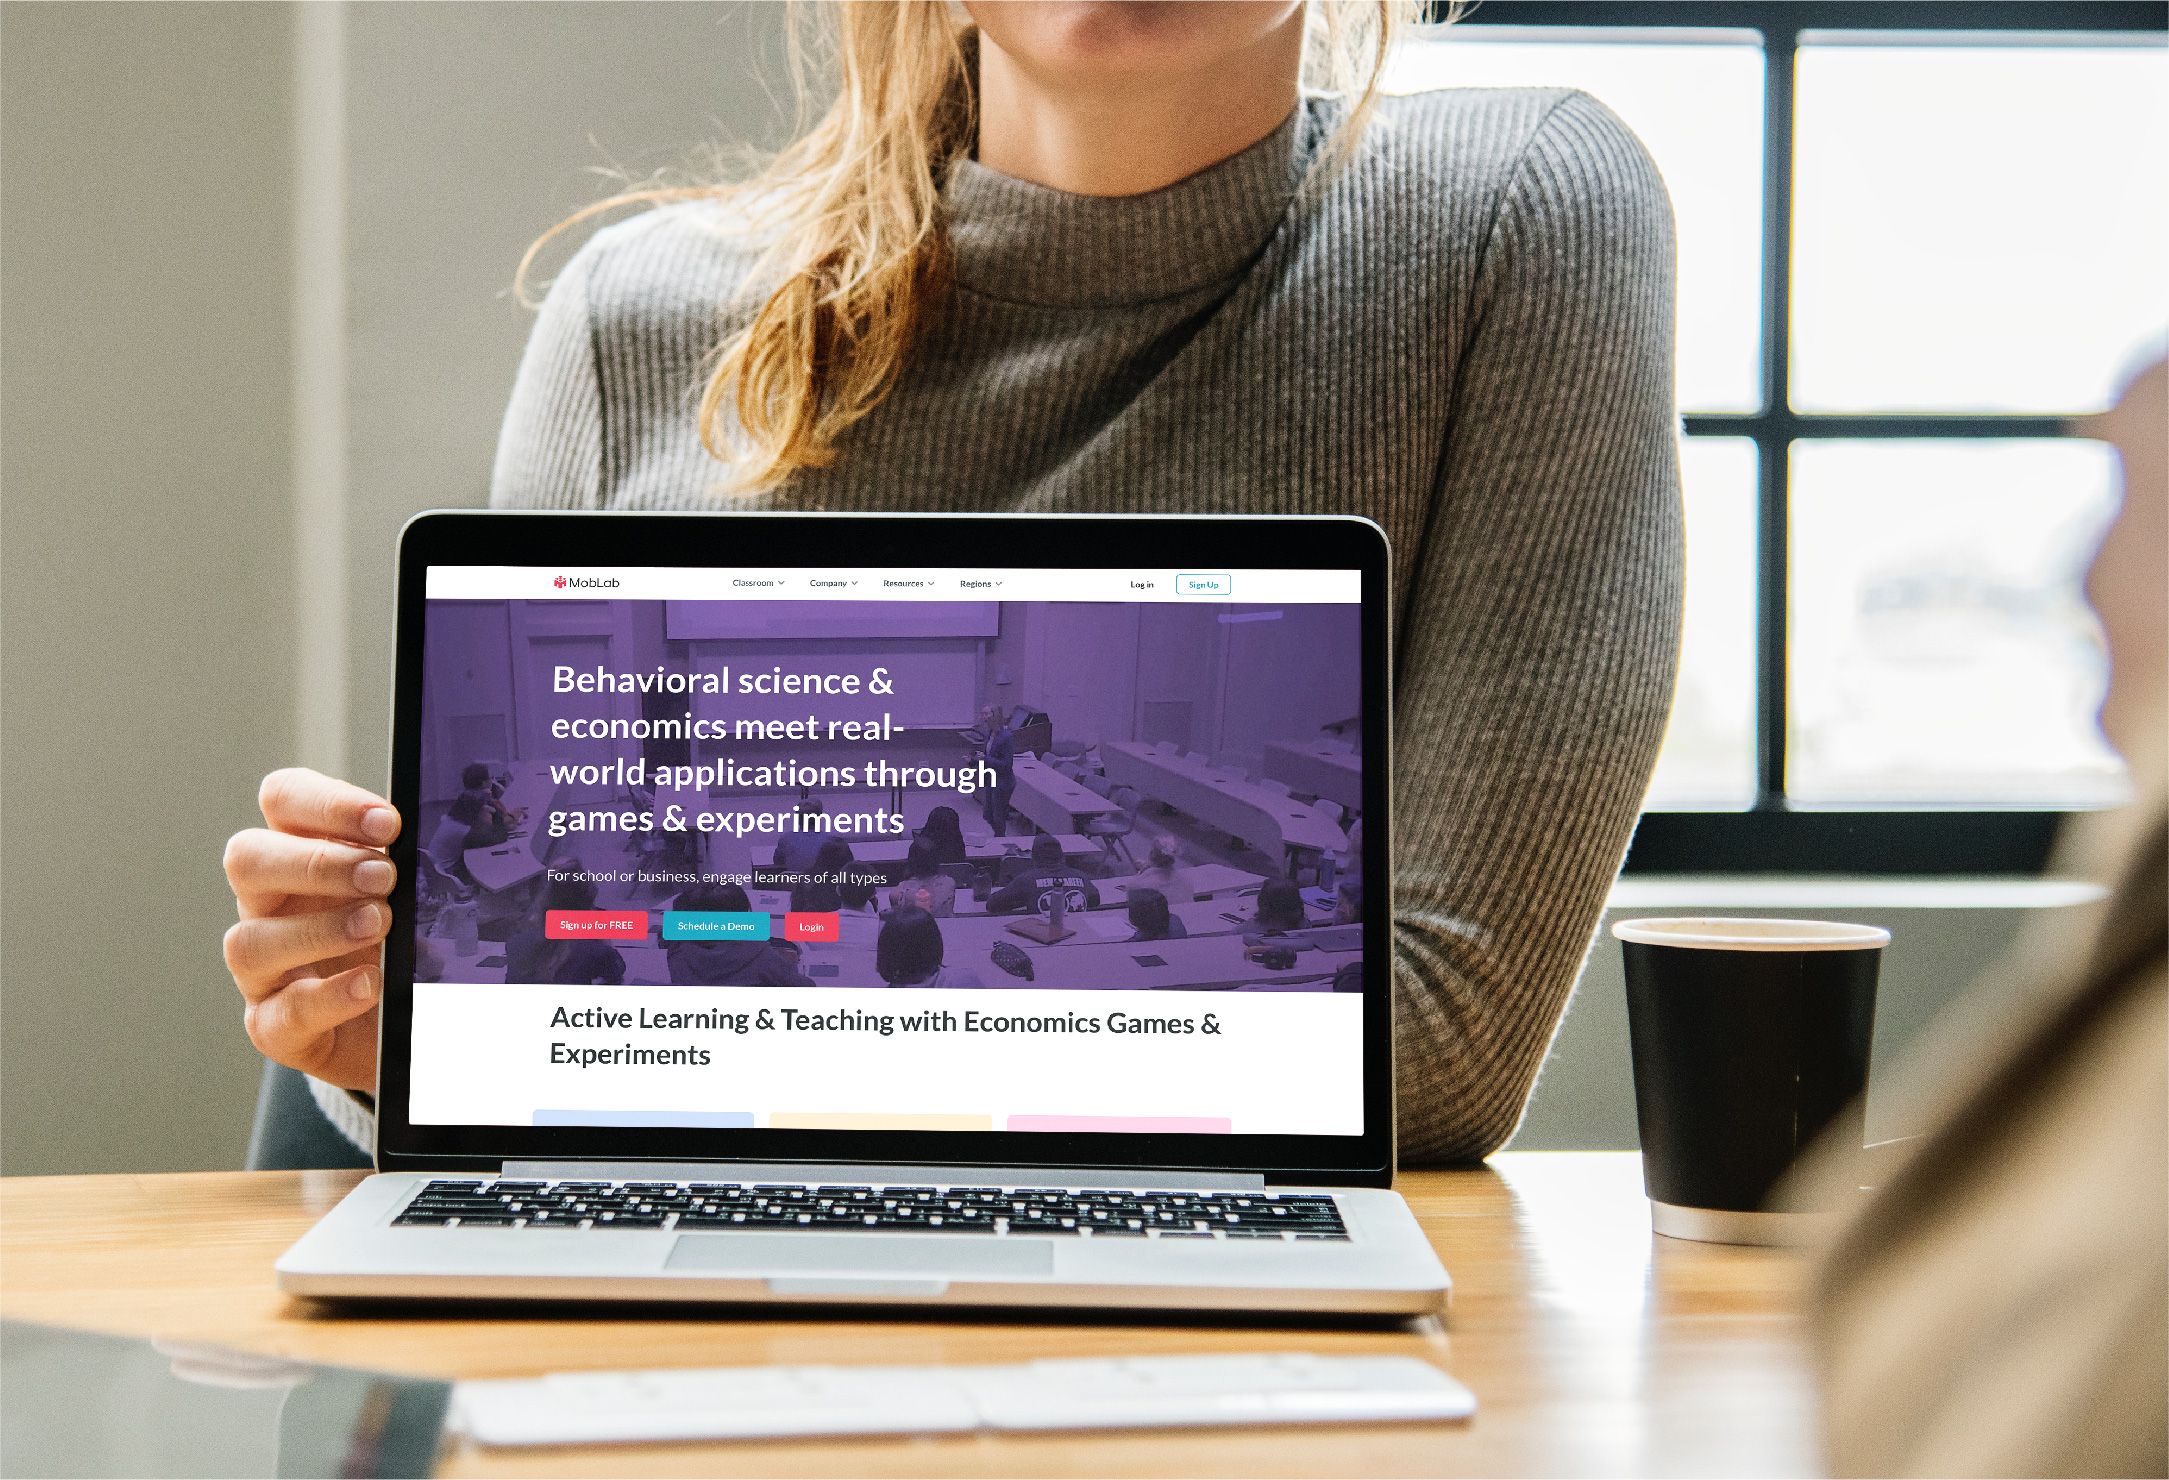 MobLab
Classroom
Company
Resources
Regions
Log in
Sign Up
Behavioral science &
economics meet real-
world applications through
games & experiments
For school or business, engage learners of all types
Sign up for FREE
Schedule a Demo
Login
Active Learning & Teaching with Economics Games &
Experiments